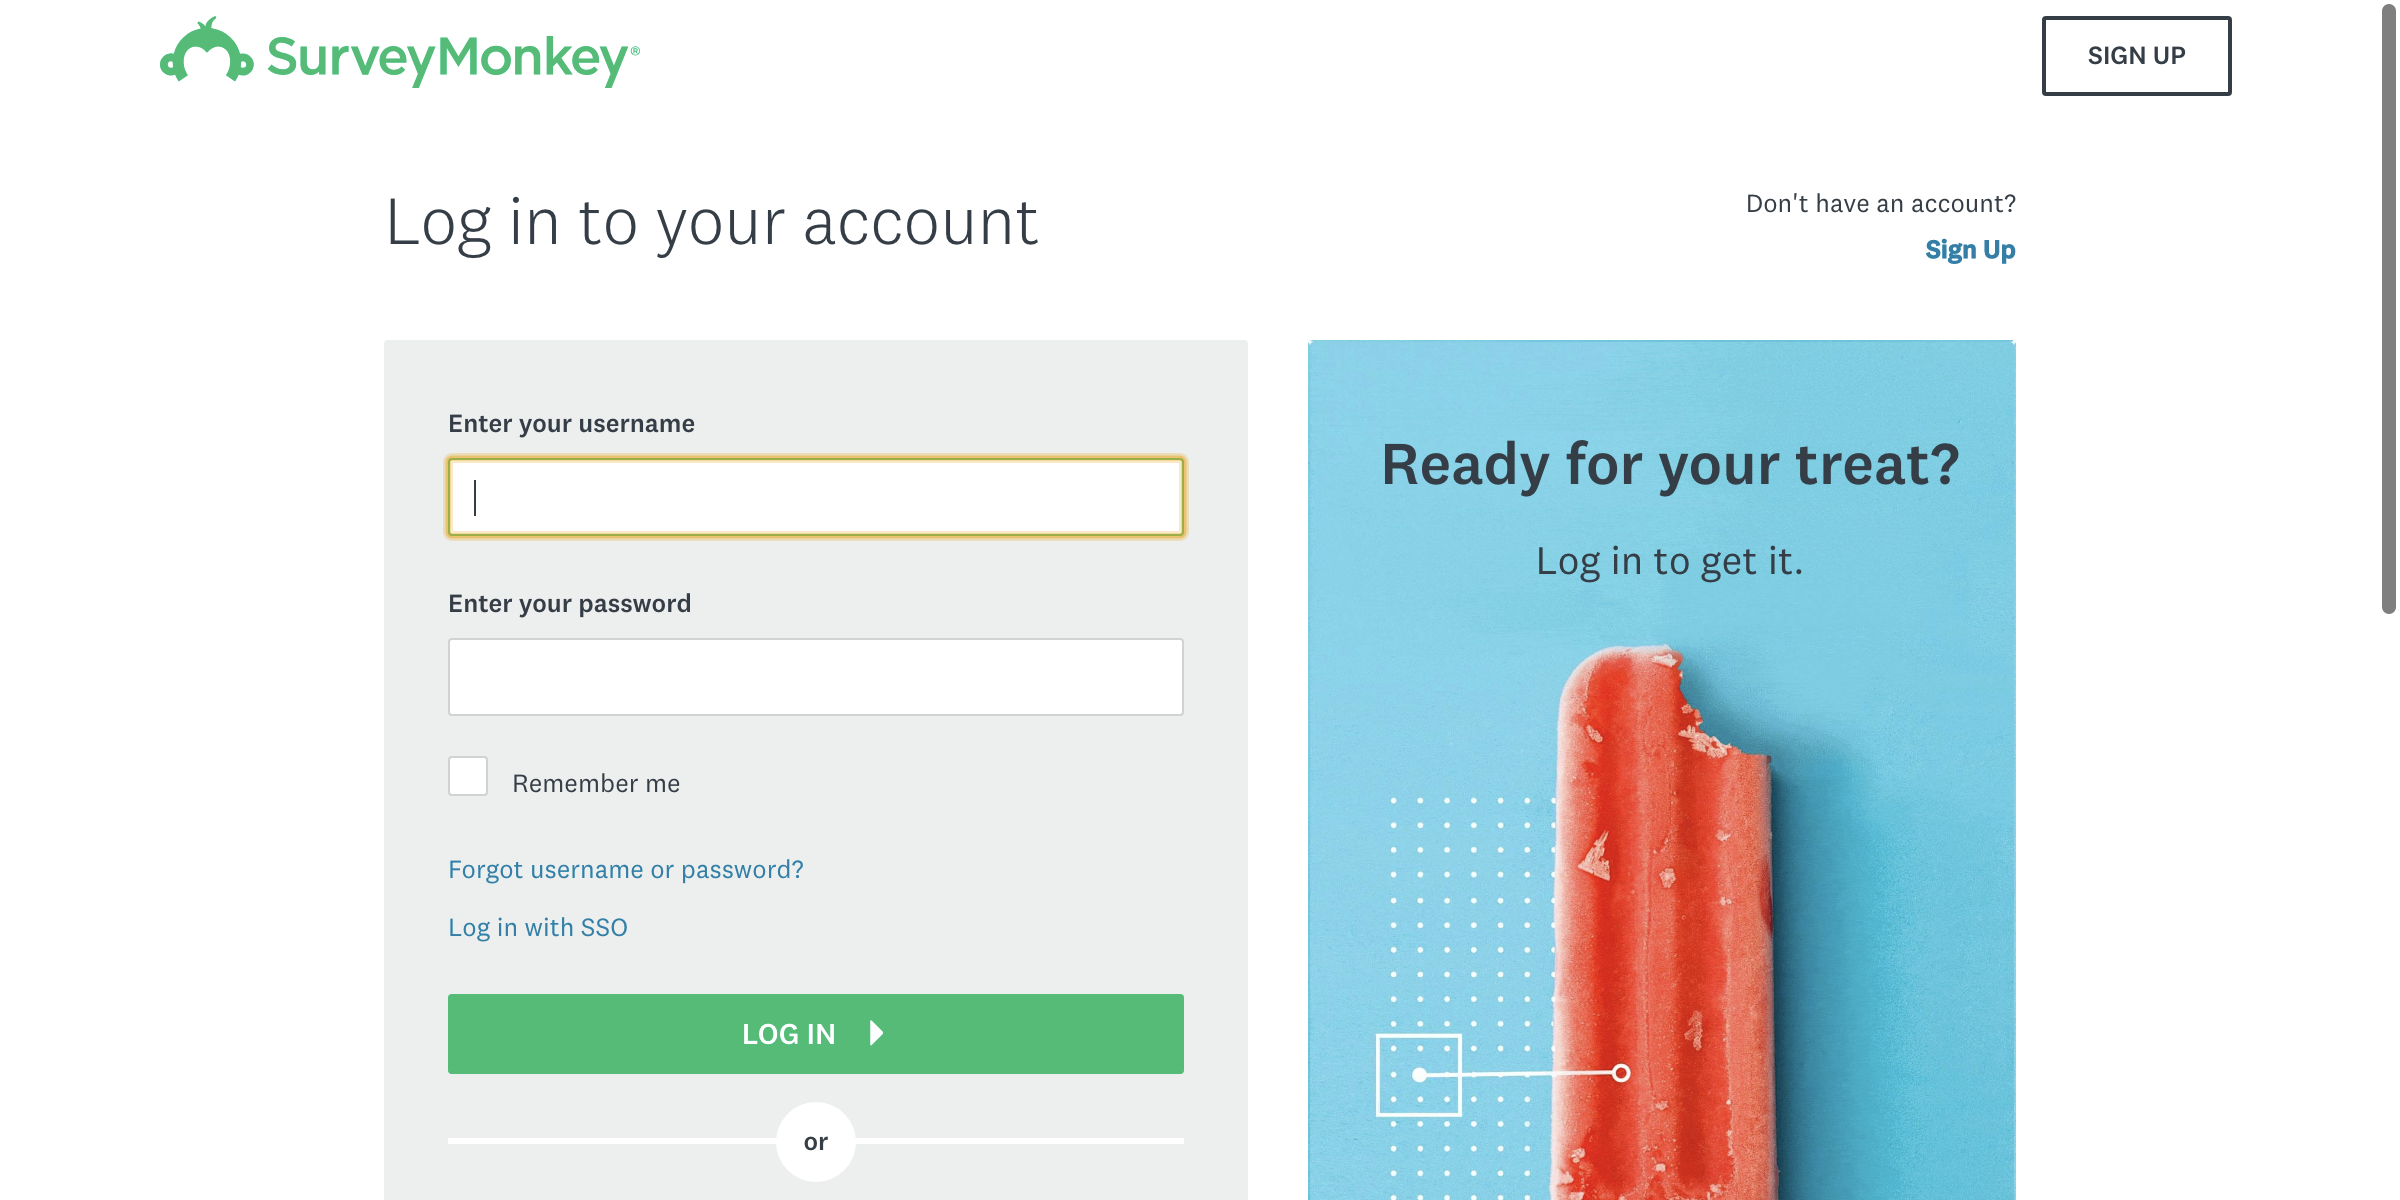 SurveyMonkey®
SIGN UP
Log in to your account
Don't have an account?
Sign Up
Enter your username
Enter your password
Remember me
Forgot username or password?
Log in with SSO
LOG IN
or
Ready for your treat?
Log in to get it.